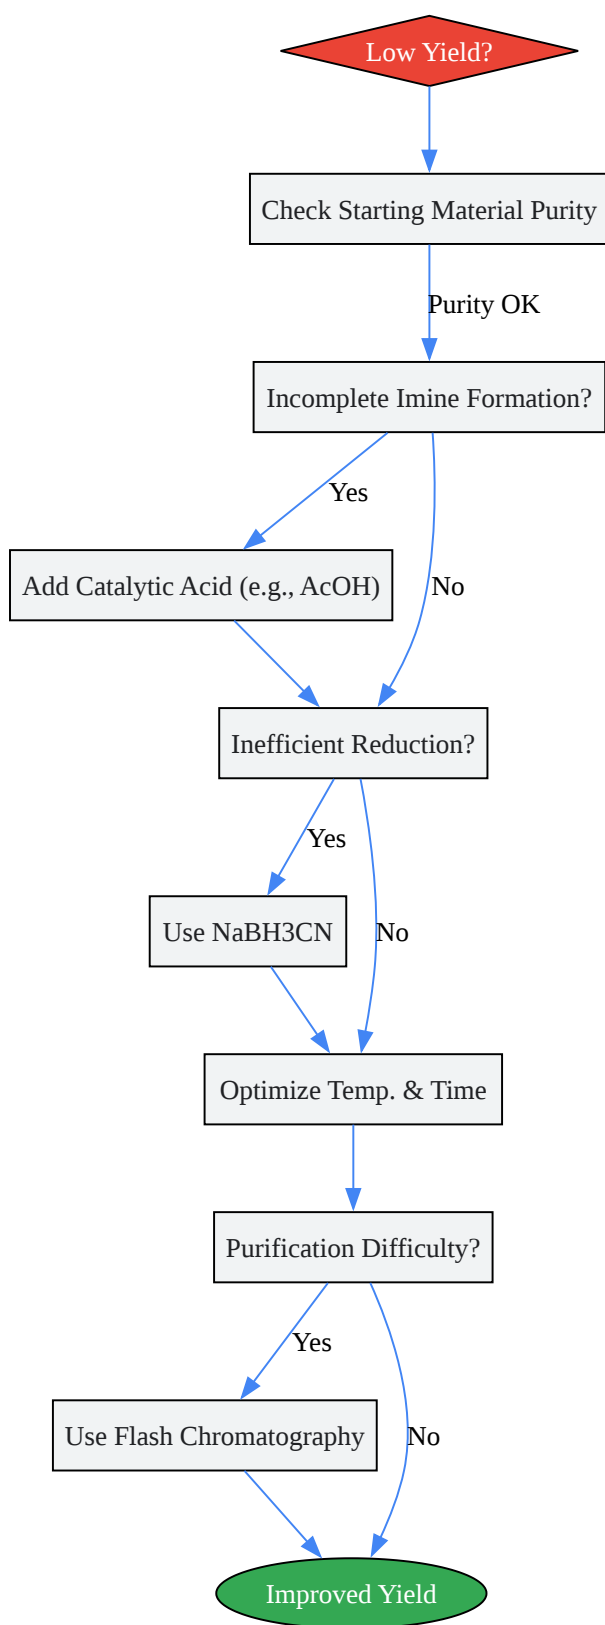 Low Yield?
Check Starting Material Purity
Purity OK
Incomplete Imine Formation?
Yes
Add Catalytic Acid (e.g., AcOH)
No
Inefficient Reduction?
Yes
Use NaBH3CN
No
Optimize Temp. & Time
Purification Difficulty?
Yes
Use Flash Chromatography
No
Improved Yield